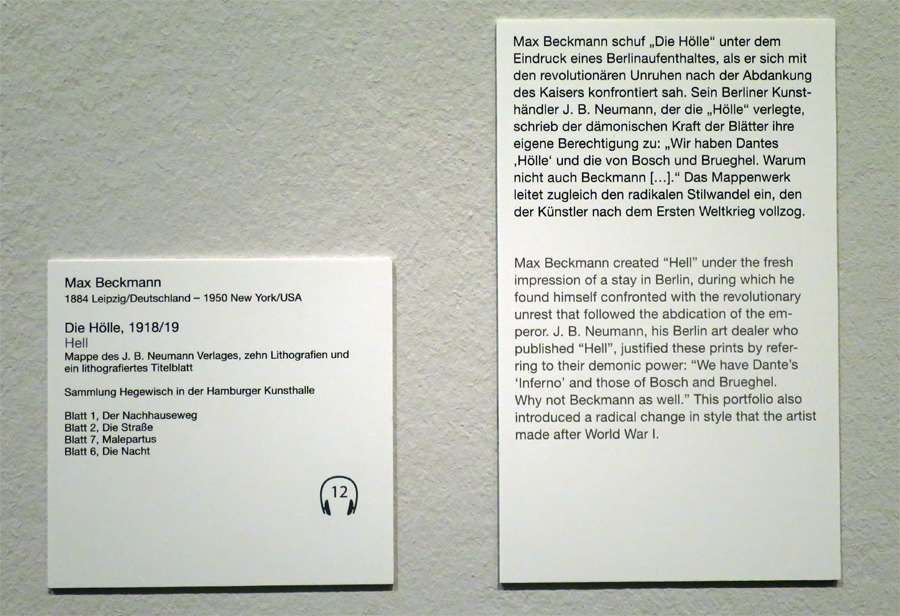 Max Beckmann
1884 Leipzig/Deutschland – 1950 New York/USA
Die Hölle, 1918/19
Hell
Mappe des J. B. Neumann Verlages, zehn Lithografien und
ein lithografiertes Titelblatt
Sammlung Hegewisch in der Hamburger Kunsthalle
Blatt 1, Der Nachhauseweg
Blatt 2, Die Straße
Blatt 7, Malepartus
Blatt 6, Die Nacht
12
Max Beckmann schuf „Die Hölle“ unter dem
Eindruck eines Berlinaufenthaltes, als er sich mit
den revolutionären Unruhen nach der Abdankung
des Kaisers konfrontiert sah. Sein Berliner Kunst-
händler J. B. Neumann, der die „Hölle“ verlegte,
schrieb der dämonischen Kraft der Blätter ihre
eigene Berechtigung zu: „Wir haben Dantes
‚Hölle‘ und die von Bosch und Brueghel. Warum
nicht auch Beckmann [...].“ Das Mappenwerk
leitet zugleich den radikalen Stilwandel ein, den
der Künstler nach dem Ersten Weltkrieg vollzog.
Max Beckmann created “Hell” under the fresh
impression of a stay in Berlin, during which he
found himself confronted with the revolutionary
unrest that followed the abdication of the em-
peror. J. B. Neumann, his Berlin art dealer who
published “Hell”, justified these prints by refer-
ring to their demonic power: “We have Dante’s
‘Inferno’ and those of Bosch and Brueghel.
Why not Beckmann as well.” This portfolio also
introduced a radical change in style that the artist
made after World War I.